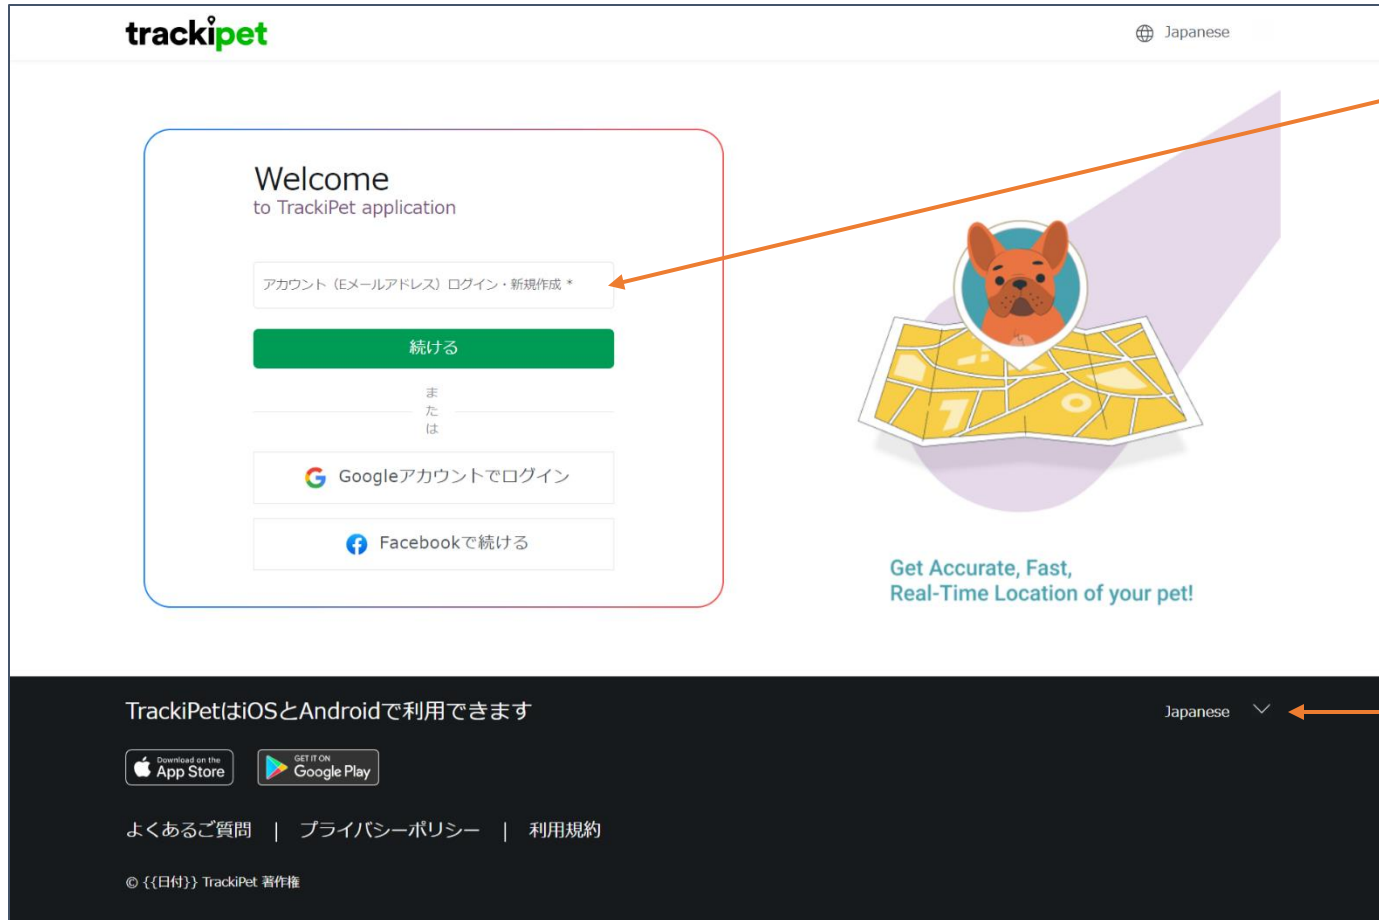 trackipet
Japanese
Welcome
to TrackiPet application
アカウント（Eメールアドレス）ログイン・新規作成 *
続ける
または
Googleアカウントでログイン
Facebookで続ける
Get Accurate, Fast,
Real-Time Location of your pet!
TrackiPetはiOSとAndroidで利用できます
Japanese
Download on the
App Store
GET IT ON
Google Play
よくあるご質問 | プライバシーポリシー | 利用規約
© {{日付}} TrackiPet 著作権